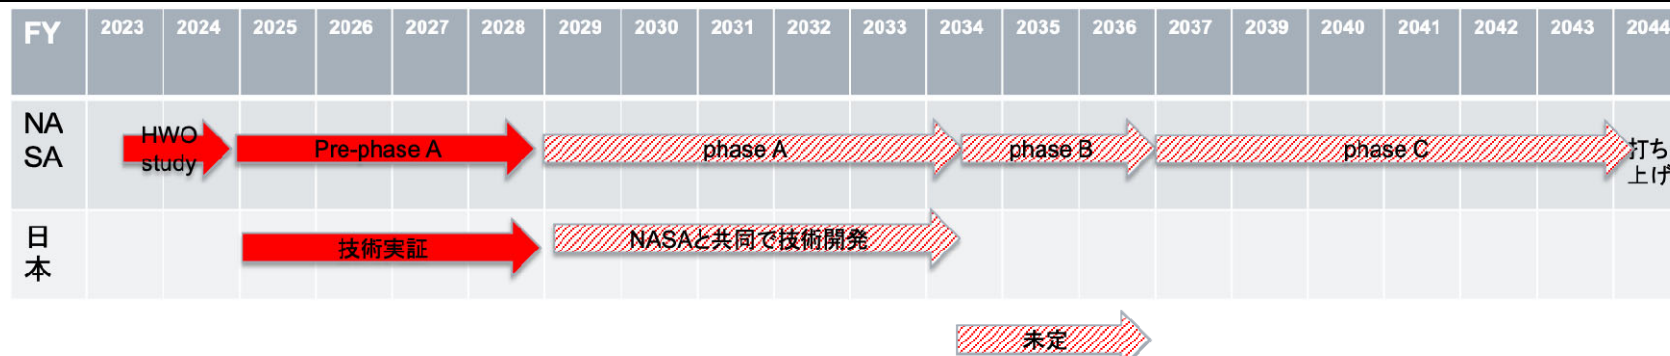 FY 2023 2024 2025 2026 2027 2028 2029 2030 2031 2032 2033 2034 2035 2036 2037 2039 2040 2041 2042 2043 2044
NA
SA
HWO
study
Pre-phase A
phase A
phase B
phase C
打ち
上げ
日
本
技術実証
NASAと共同で技術開発
未定